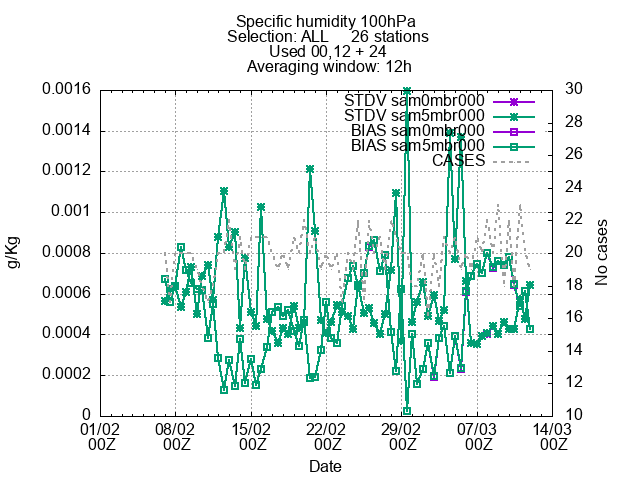 Specific humidity 100hPa
Selection: ALL 26 stations
Used 00,12 + 24
Averaging window: 12h
STDV sam0mbr000
STDV sam5mbr000
BIAS sam0mbr000
BIAS sam5mbr000
CASES
0.0016
0.0014
0.0012
0.001
0.0008
0.0006
0.0004
0.0002
0
g/Kg
30
28
26
24
22
20
18
16
14
12
10
No cases
01/02 08/02 15/02 22/02 29/02 07/03 14/03
00Z 00Z 00Z 00Z 00Z 00Z 00Z
Date